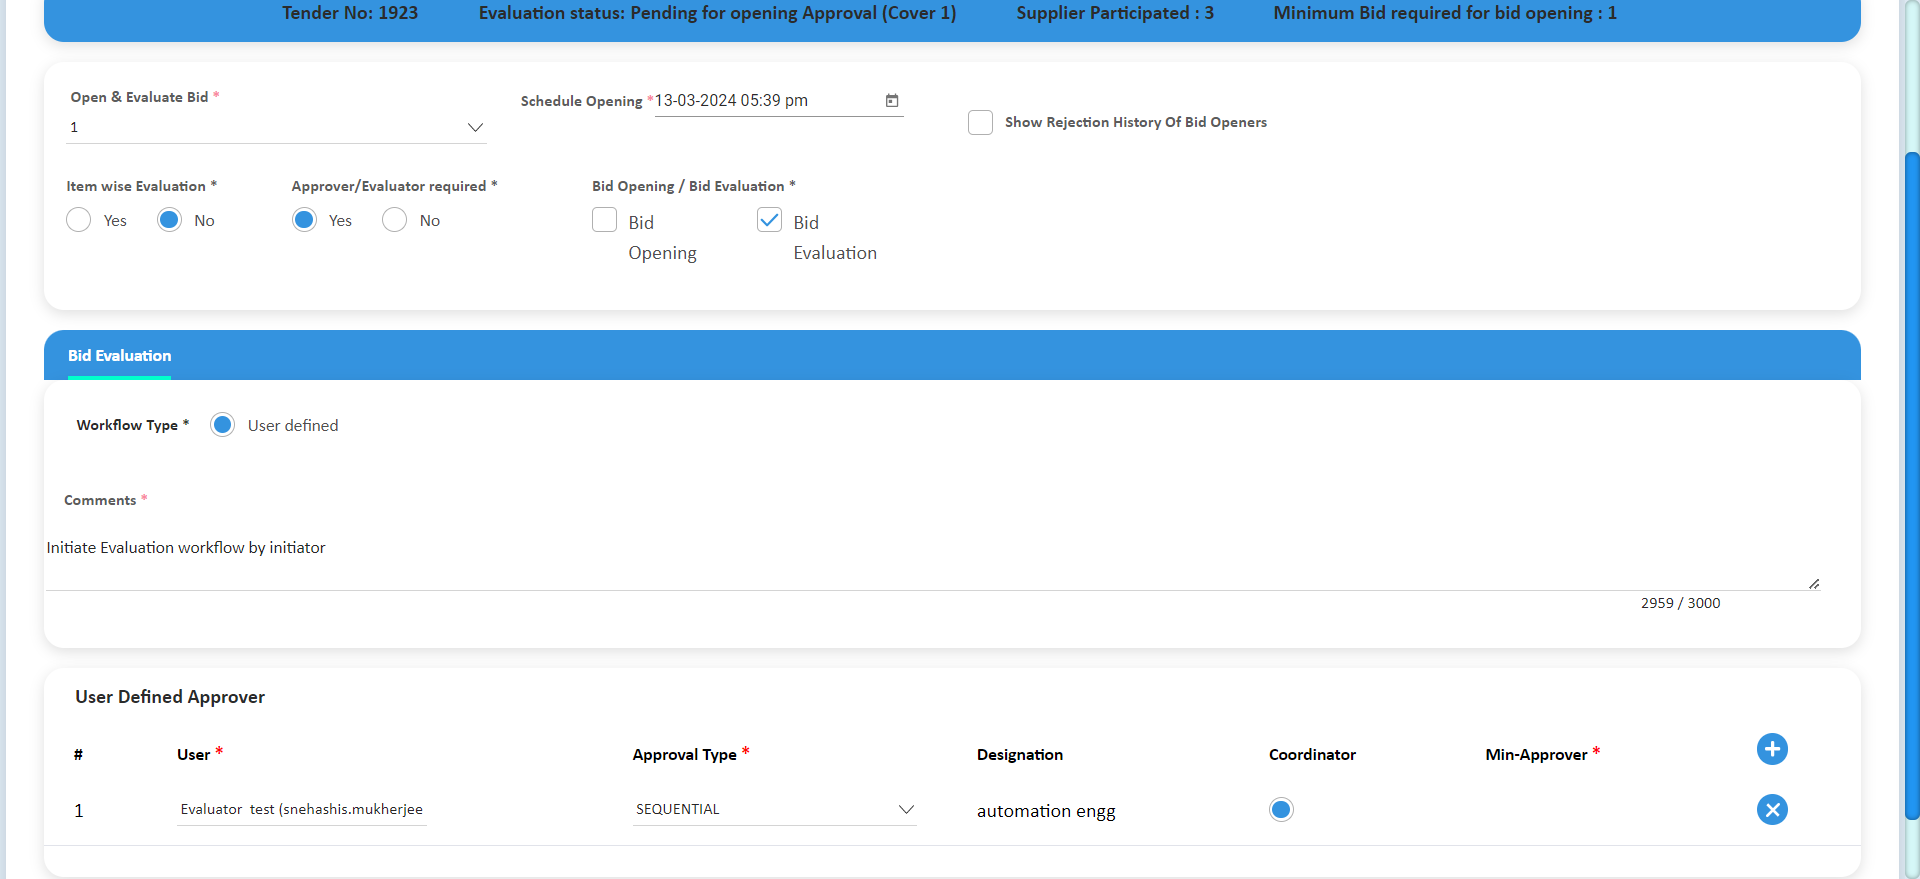 Tender No: 1923 Evaluation status: Pending for opening Approval (Cover 1) Supplier Participated : 3 Minimum Bid required for bid opening : 1
Open & Evaluate Bid * Schedule Opening * 13-03-2024 05:39 pm
1
Show Rejection History Of Bid Openers
Item wise Evaluation * Approver/Evaluator required * Bid Opening / Bid Evaluation *
Yes No Yes No Bid Bid
Opening Evaluation
Bid Evaluation
Workflow Type * User defined
Comments *
Initiate Evaluation workflow by initiator
2959 / 3000
User Defined Approver
# User * Approval Type * Designation Coordinator Min-Approver *
1 Evaluator test (snehashis.mukherjee SEQUENTIAL automation engg